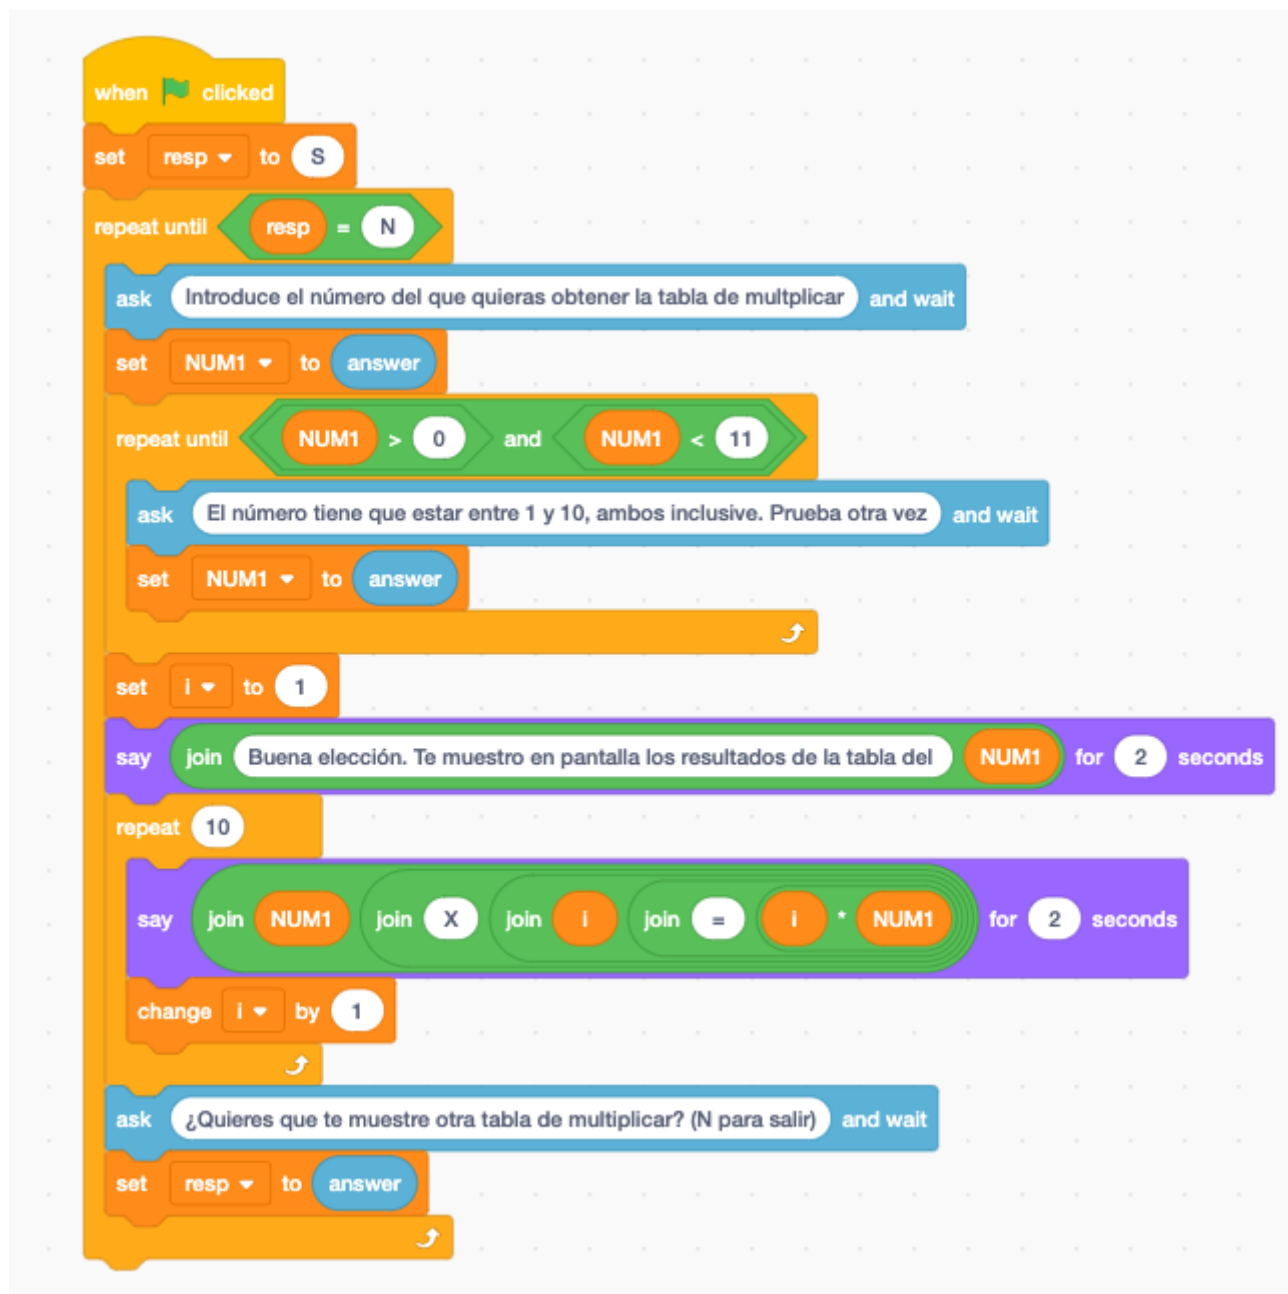 when clicked
set resp to S
repeat until resp = N
ask Introduce el número del que quieras obtener la tabla de multplicar and wait
set NUM1 to answer
repeat until NUM1 > 0 and NUM1 < 11
ask El número tiene que estar entre 1 y 10, ambos inclusive. Prueba otra vez and wait
set NUM1 to answer
set i to 1
say join Buena elección. Te muestro en pantalla los resultados de la tabla del NUM1 for 2 seconds
repeat 10
say join NUM1 join X join i join = i * NUM1 for 2 seconds
change i by 1
ask ¿Quieres que te muestre otra tabla de multiplicar? (N para salir) and wait
set resp to answer